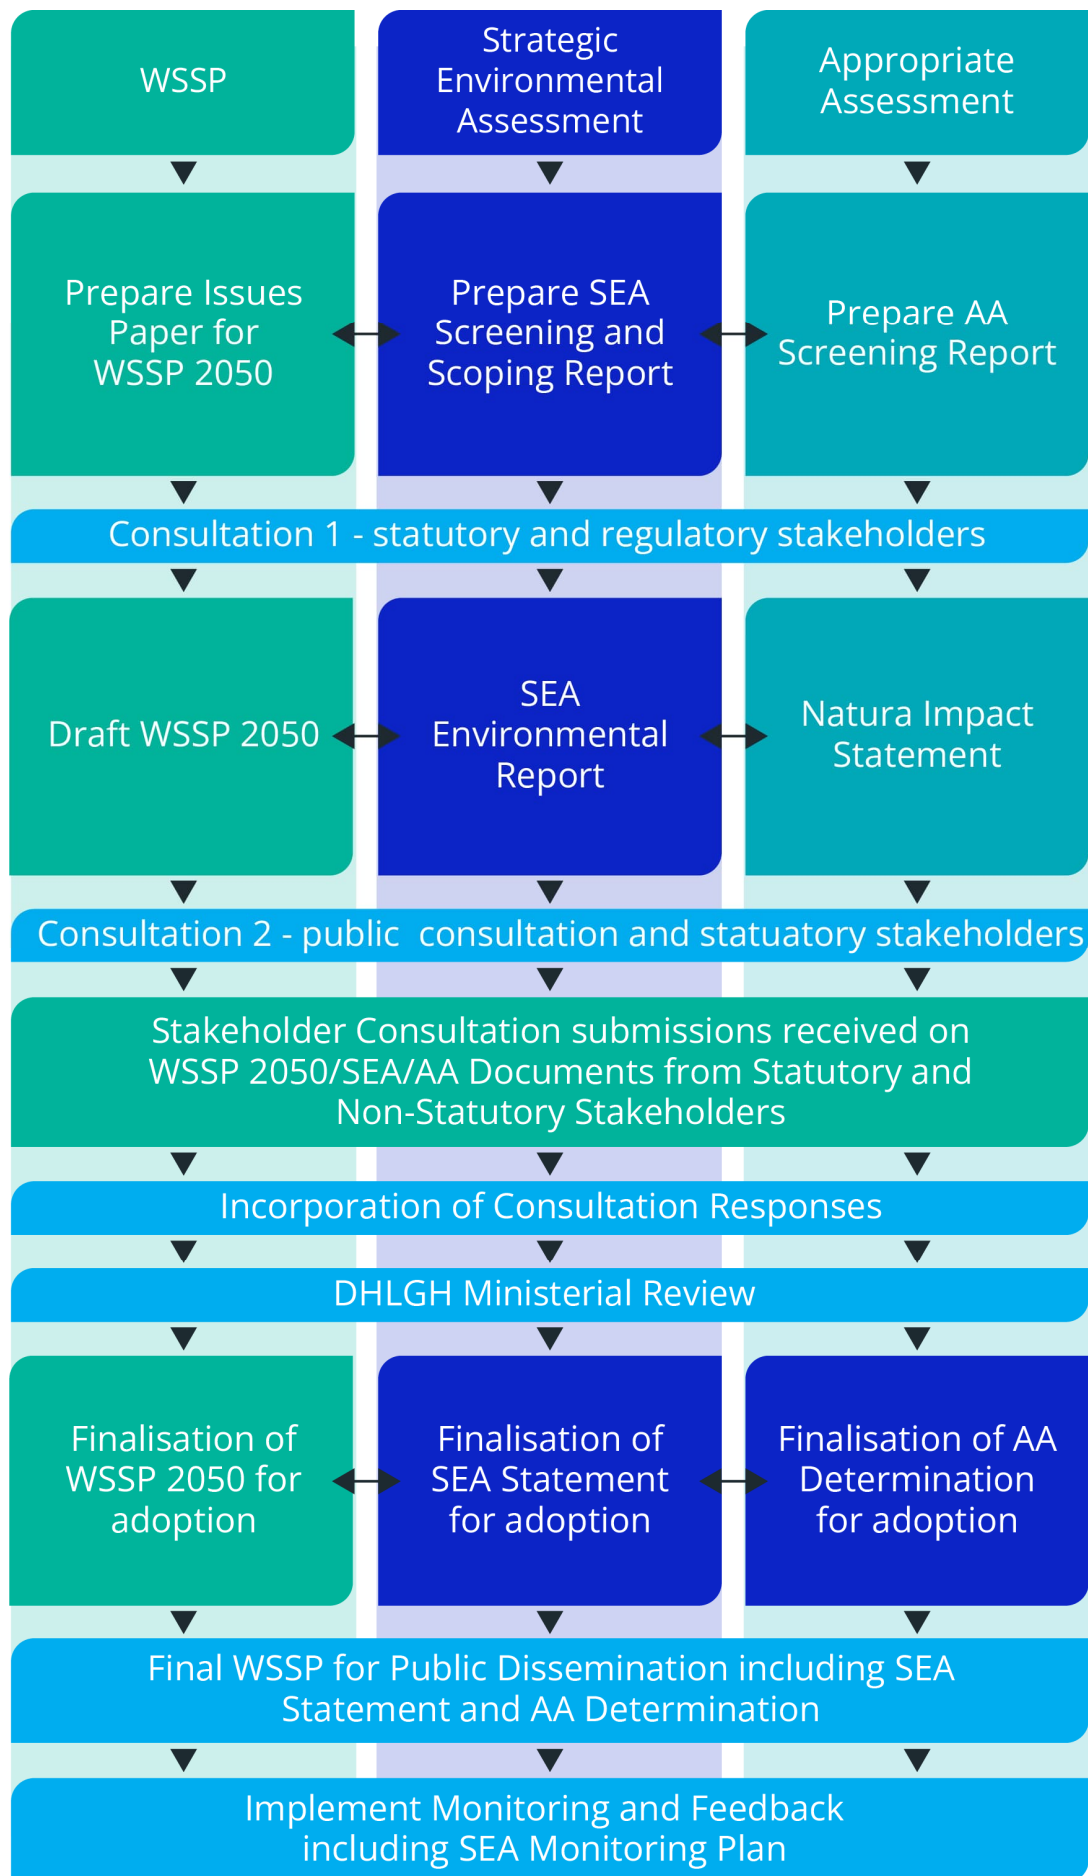 WSSP
Strategic
Environmental
Assessment
Appropriate
Assessment
Prepare Issues
Paper for
WSSP 2050
Prepare SEA
Screening and
Scoping Report
Prepare AA
Screening Report
Consultation 1 - statutory and regulatory stakeholders
Draft WSSP 2050
SEA
Environmental
Report
Natura Impact
Statement
Consultation 2 - public  consultation and statuatory stakeholders
Stakeholder Consultation submissions received on
WSSP 2050/SEA/AA Documents from Statutory and
Non-Statutory Stakeholders
Incorporation of Consultation Responses
DHLGH Ministerial Review
Finalisation of
WSSP 2050 for
adoption
Finalisation of
SEA Statement
for adoption
Finalisation of AA
Determination
for adoption
Final WSSP for Public Dissemination including SEA
Statement and AA Determination
Implement Monitoring and Feedback
including SEA Monitoring Plan